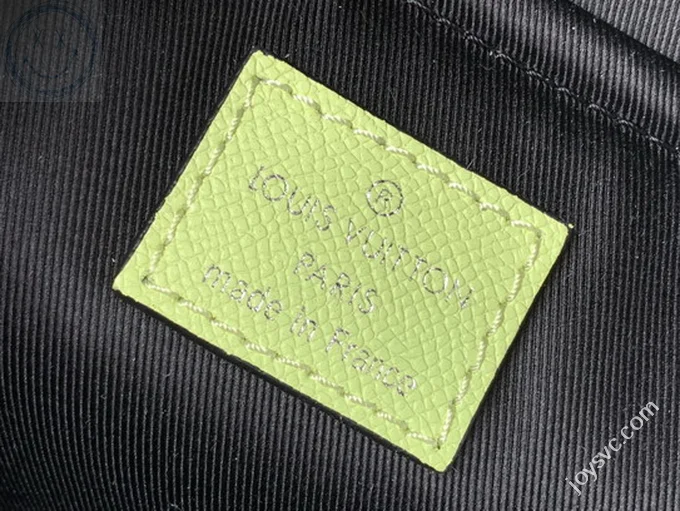 ®
LOUIS VUITTON
PARIS
made in France
joysvc.com